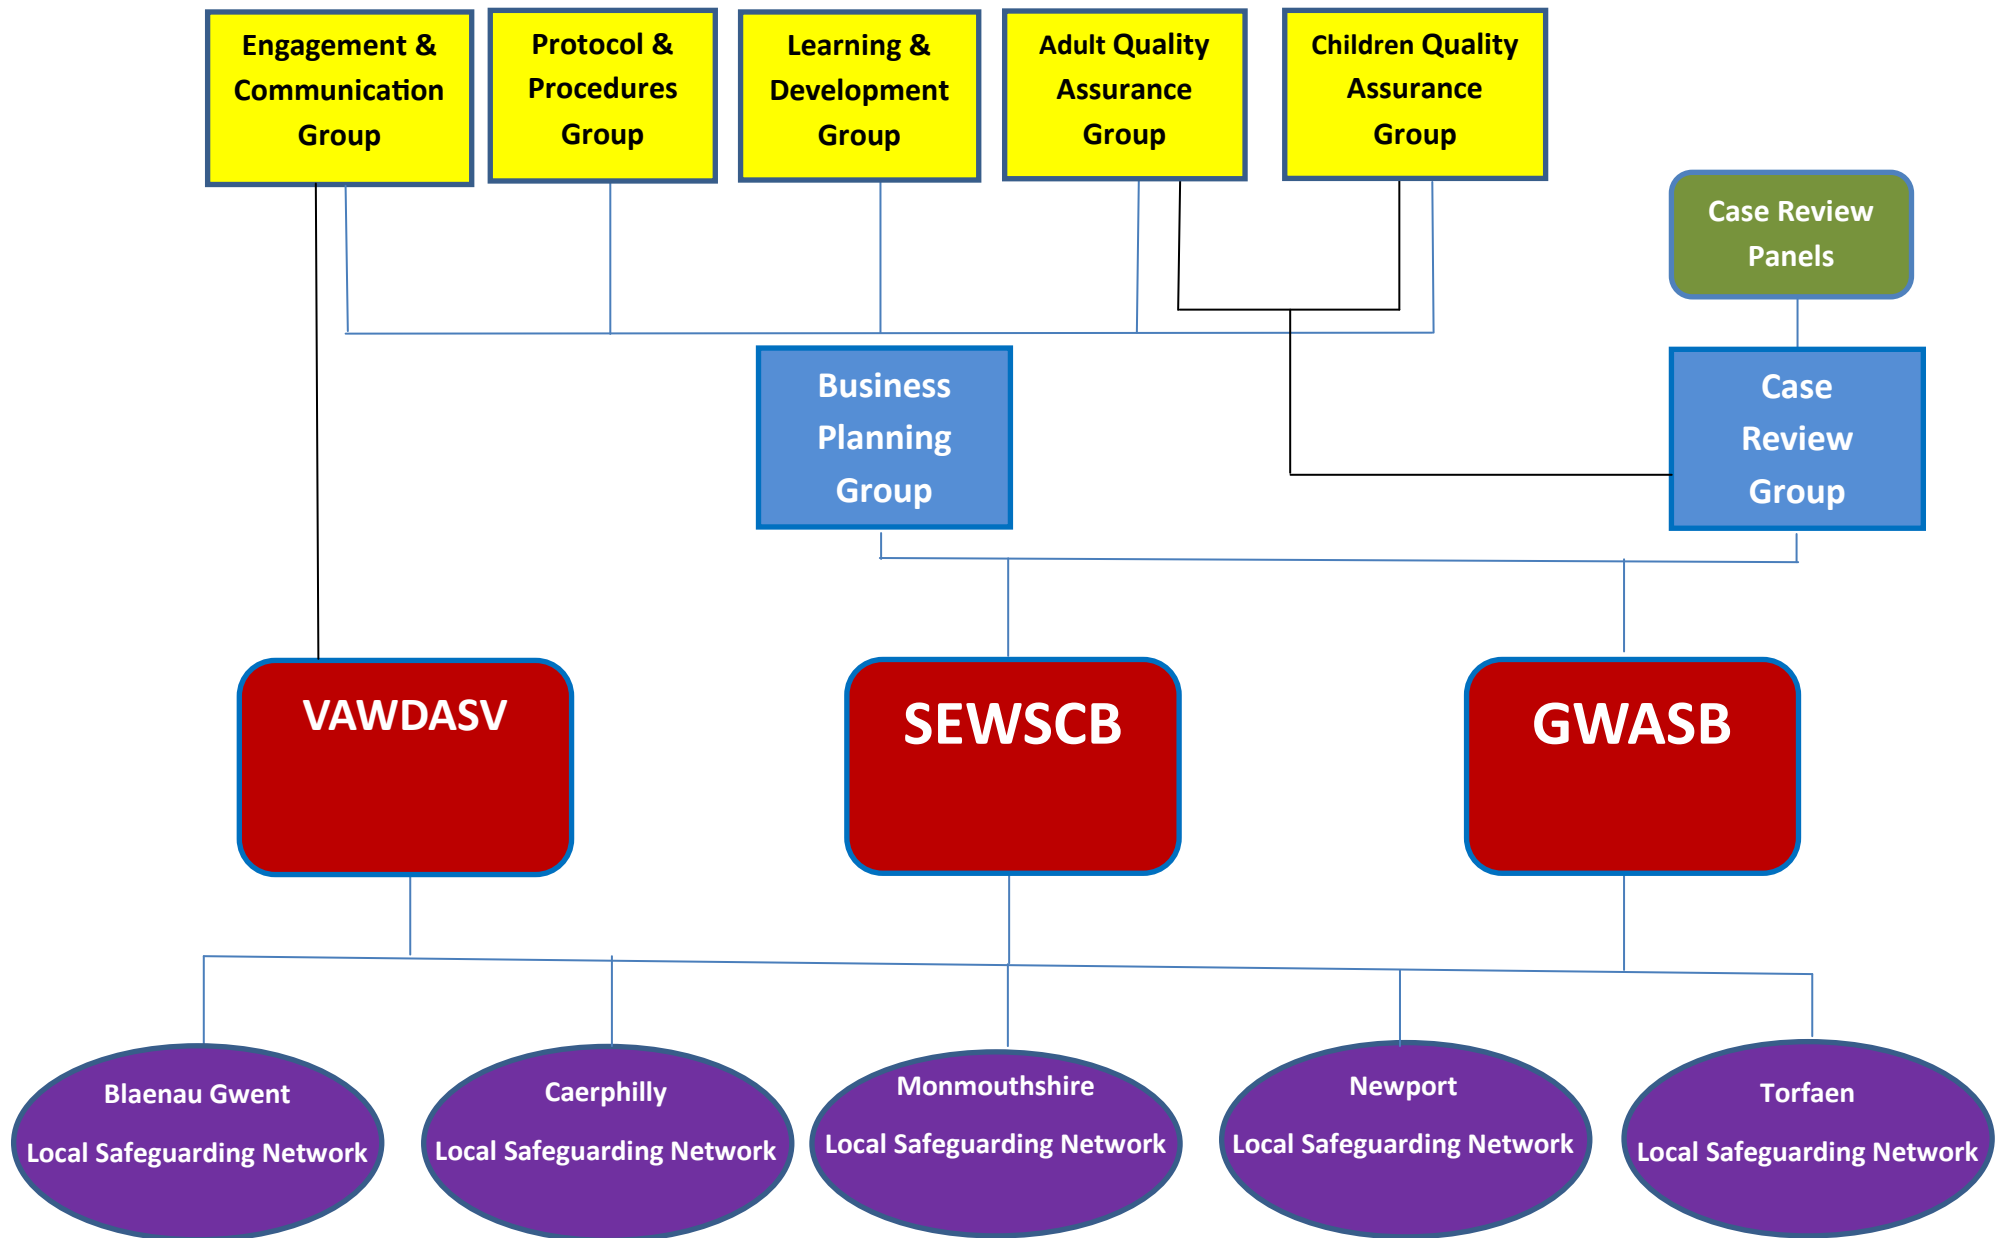 Engagement &
Communication
Group
Protocol &
Procedures
Group
Learning &
Development
Group
Adult Quality
Assurance
Group
Children Quality
Assurance
Group
Case Review
Panels
Business
Planning
Group
Case
Review
Group
VAWDASV
SEWSCB
GWASB
Blaenau Gwent
Local Safeguarding Network
Caerphilly
Local Safeguarding Network
Monmouthshire
Local Safeguarding Network
Newport
Local Safeguarding Network
Torfaen
Local Safeguarding Network